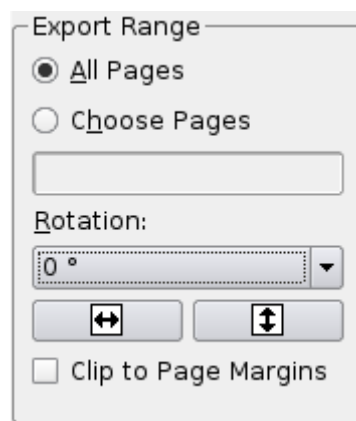 Export Range
All Pages
Choose Pages
Rotation:
0 °
Clip to Page Margins